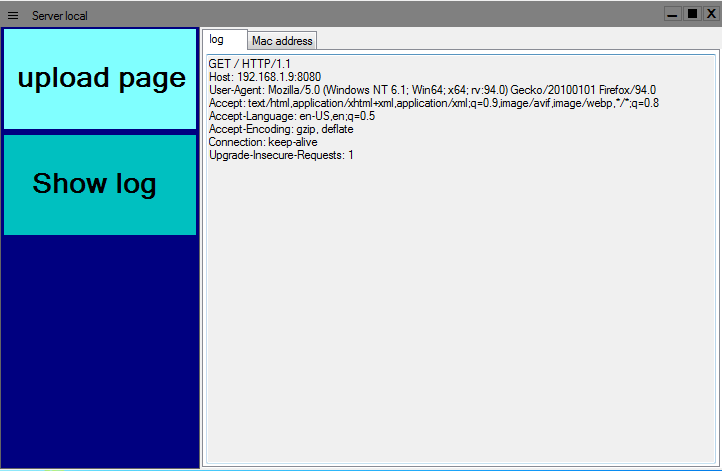 Server local
X
upload page
Show log
log
Mac address
GET / HTTP/1.1
Host: 192.168.1.9:8080
User-Agent: Mozilla/5.0 (Windows NT 6.1; Win64; x64; rv:94.0) Gecko/20100101 Firefox/94.0
Accept: text/html,application/xhtml+xml,application/xml;q=0.9,image/avif,image/webp,*/*;q=0.8
Accept-Language: en-US,en;q=0.5
Accept-Encoding: gzip, deflate
Connection: keep-alive
Upgrade-Insecure-Requests: 1